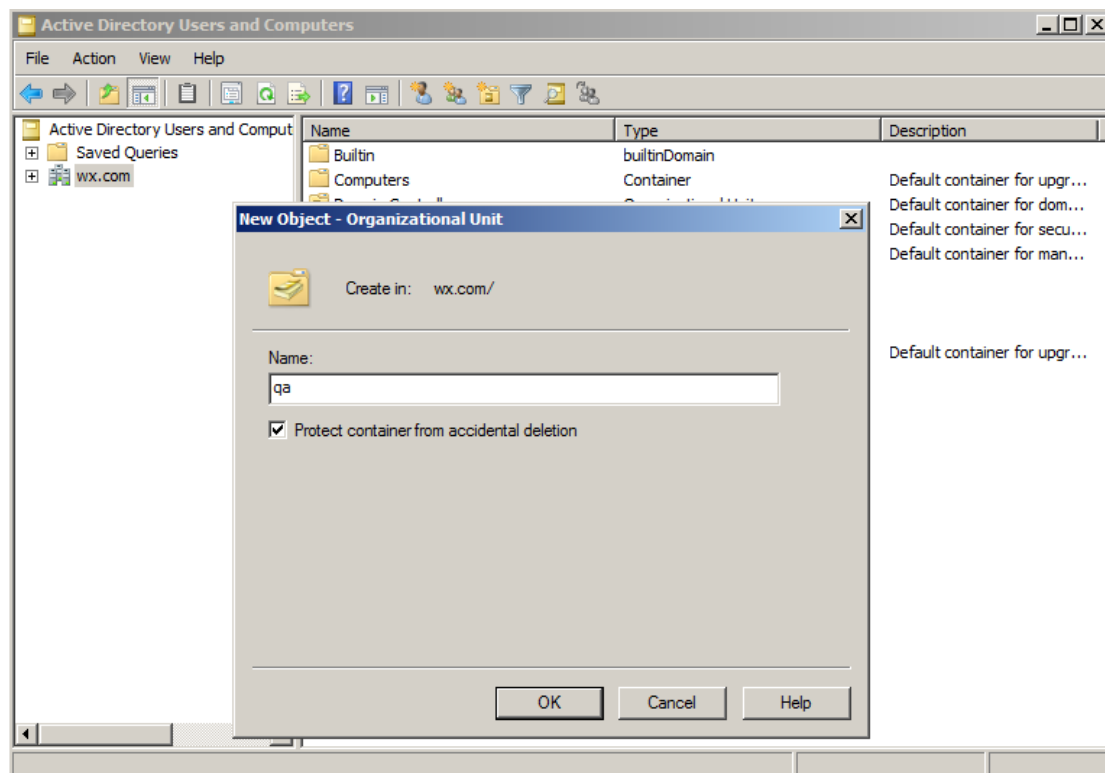 Active Directory Users and Computers
File Action View Help
Active Directory Users and Comput
Saved Queries
wx.com
Name Type Description
Builtin builtinDomain
Computers Container Default container for upgr...
Default container for dom...
Default container for secu...
Default container for man...
Default container for upgr...
New Object - Organizational Unit
Create in: wx.com/
Name:
qa
Protect container from accidental deletion
OK Cancel Help